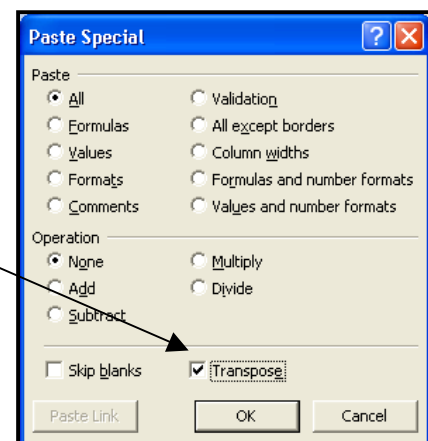 Paste Special
Paste
All
Validation
Formulas
All except borders
Values
Column widths
Formats
Formulas and number formats
Comments
Values and number formats
Operation
None
Multiply
Add
Divide
Subtract
Skip blanks
Transpose
Paste Link
OK
Cancel